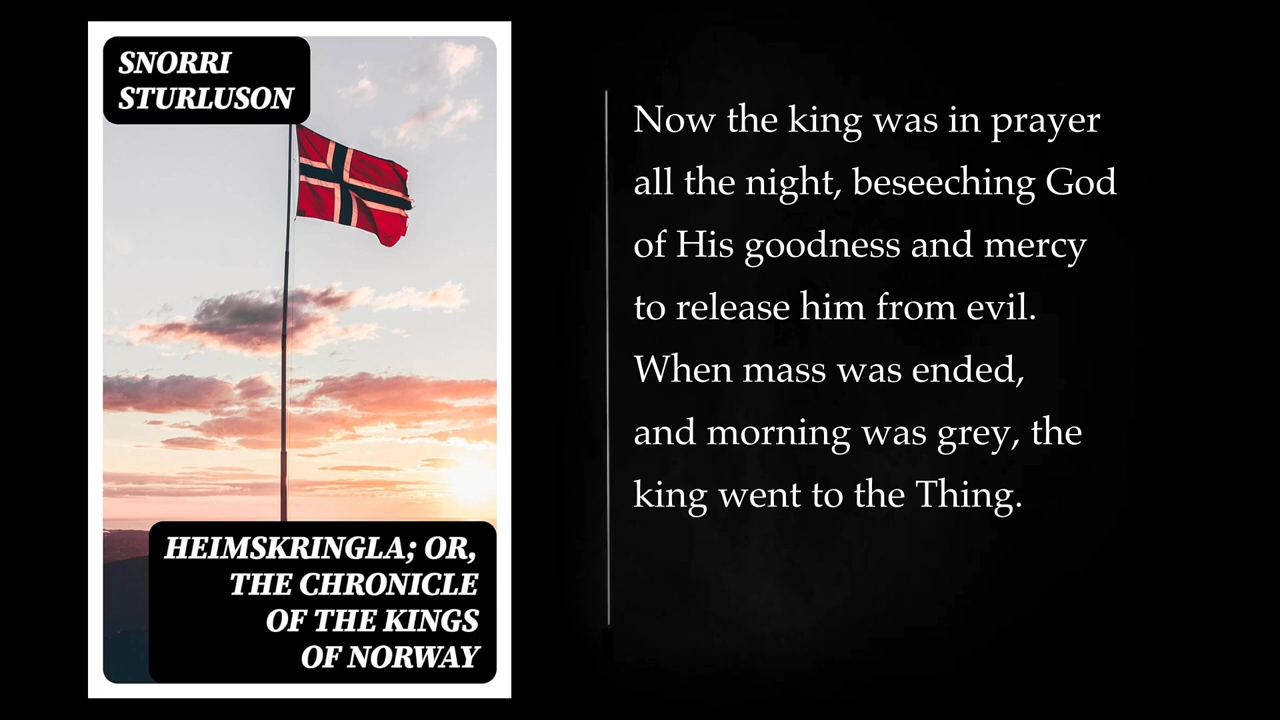 SNORRI
STURLUSON
HEIMSKRINGLA; OR,
THE CHRONICLE
OF THE KINGS
OF NORWAY
Now the king was in prayer
all the night, beseeching God
of His goodness and mercy
to release him from evil.
When mass was ended,
and morning was grey, the
king went to the Thing.